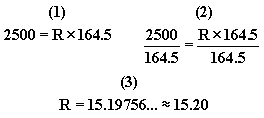 (1) (2)
2500 = R × 164.5 2500/164.5 = R × 164.5/164.5
(3)
R = 15.19756... ≈ 15.20